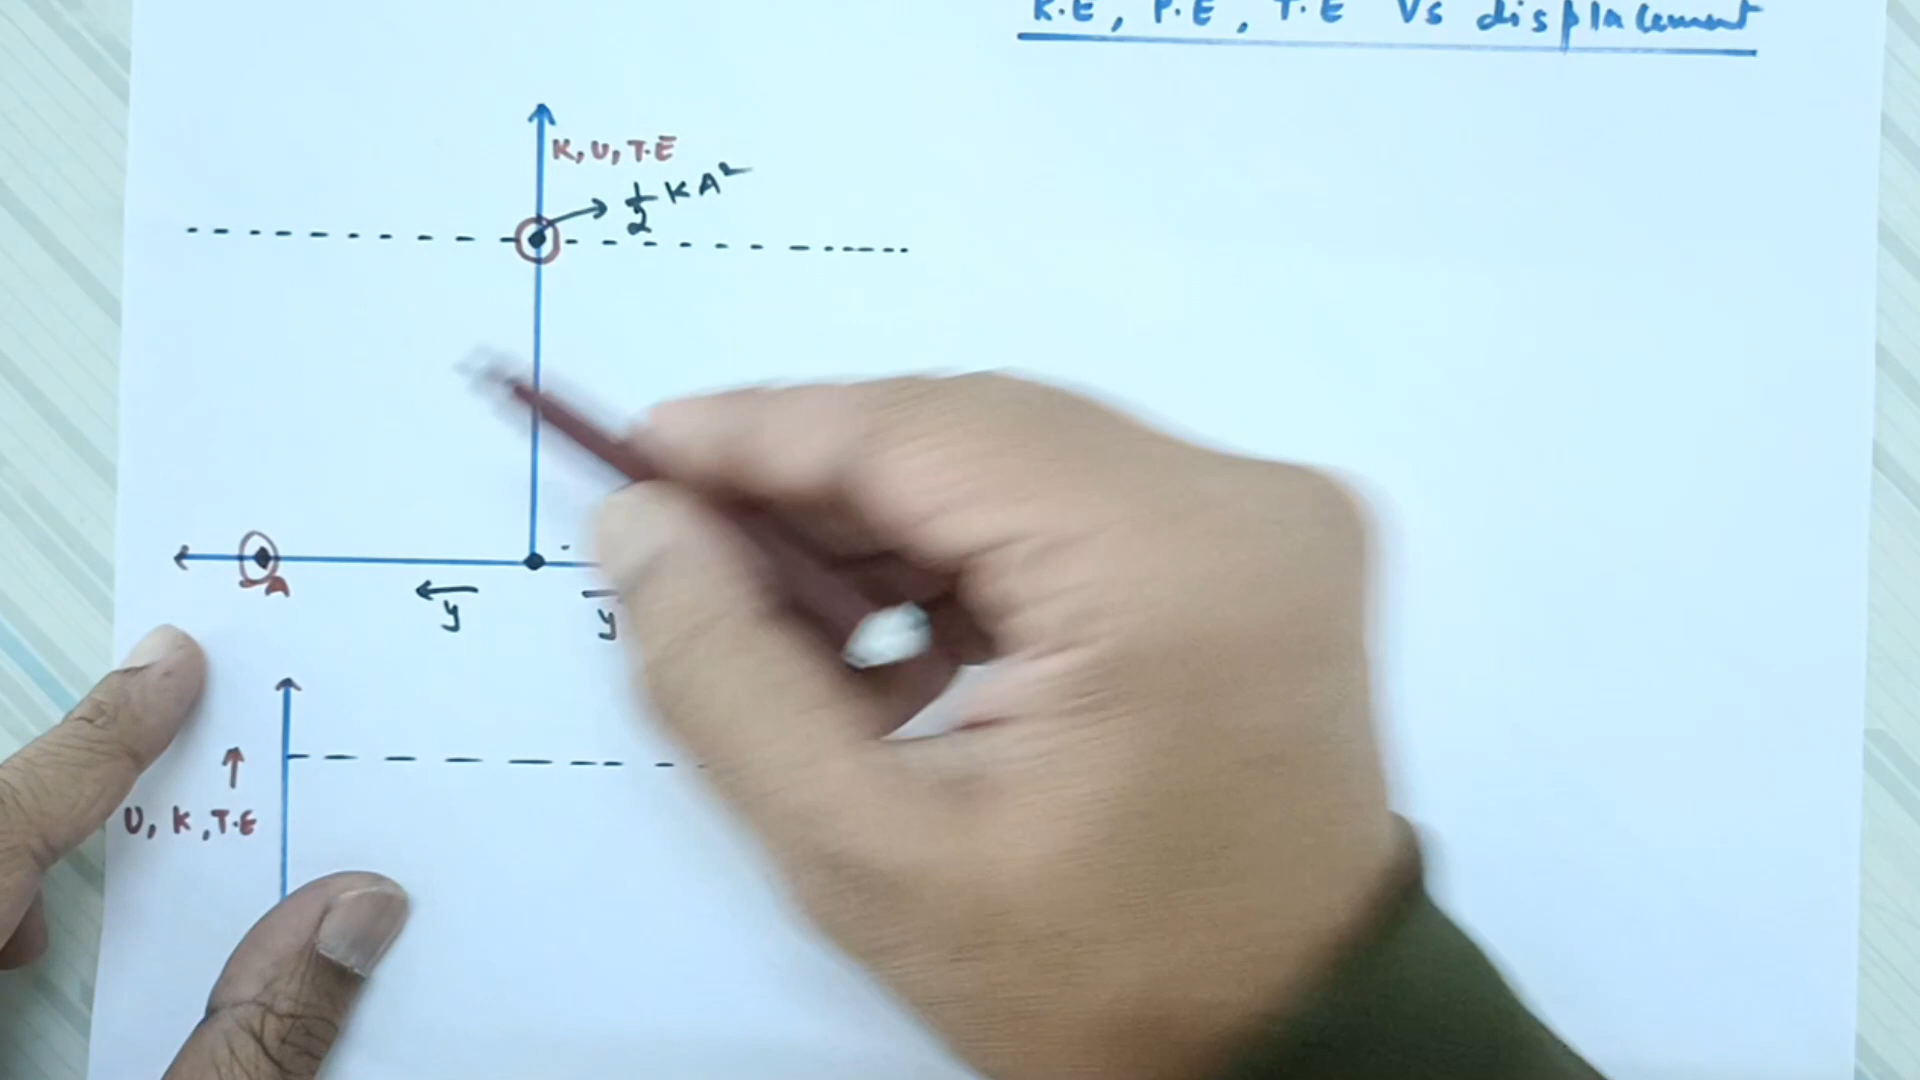 K.E, P.E, T.E Vs displacement
K, U, T.E
1/2 KA²
-A
y
y
U, K, T.E